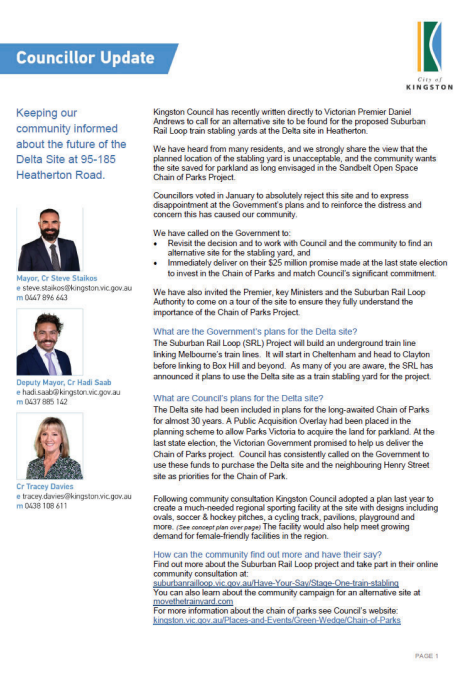 Councillor Update
City of
KINGSTON
Keeping our
community informed
about the future of the
Delta Site at 95-185
Heatherton Road.
Mayor, Cr Steve Staikos
e steve.staikos@kingston.vic.gov.au
m 0447 896 643
Deputy Mayor, Cr Hadi Saab
e hadi.saab@kingston.vic.gov.au
m 0437 885 142
Cr Tracey Davies
e tracey.davies@kingston.vic.gov.au
m 0438 108 611
Kingston Council has recently written directly to Victorian Premier Daniel
Andrews to call for an alternative site to be found for the proposed Suburban
Rail Loop train stabling yards at the Delta site in Heatherton.
We have heard from many residents, and we strongly share the view that the
planned location of the stabling yard is unacceptable, and the community wants
the site saved for parkland as long envisaged in the Sandbelt Open Space
Chain of Parks Project.
Councillors voted in January to absolutely reject this site and to express
disappointment at the Government's plans and to reinforce the distress and
concern this has caused our community.
We have called on the Government to:
• Revisit the decision and to work with Council and the community to find an
alternative site for the stabling yard, and
• Immediately deliver on their $25 million promise made at the last state election
to invest in the Chain of Parks and match Council's significant commitment.
We have also invited the Premier, key Ministers and the Suburban Rail Loop
Authority to come on a tour of the site to ensure they fully understand the
importance of the Chain of Parks Project.
What are the Government's plans for the Delta site?
The Suburban Rail Loop (SRL) Project will build an underground train line
linking Melbourne's train lines. It will start in Cheltenham and head to Clayton
before linking to Box Hill and beyond. As many of you are aware, the SRL has
announced it plans to use the Delta site as a train stabling yard for the project.
What are Council's plans for the Delta site?
The Delta site had been included in plans for the long-awaited Chain of Parks
for almost 30 years. A Public Acquisition Overlay had been placed in the
planning scheme to allow Parks Victoria to acquire the land for parkland. At the
last state election, the Victorian Government promised to help us deliver the
Chain of Parks project. Council has consistently called on the Government to
use these funds to purchase the Delta site and the neighbouring Henry Street
site as priorities for the Chain of Park.
Following community consultation Kingston Council adopted a plan last year to
create a much-needed regional sporting facility at the site with designs including
ovals, soccer & hockey pitches, a cycling track, pavilions, playground and
more. (See concept plan over page) The facility would also help meet growing
demand for female-friendly facilities in the region.
How can the community find out more and have their say?
Find out more about the Suburban Rail Loop project and take part in their online
community consultation at:
suburbanrailloop.vic.gov.au/Have-Your-Say/Stage-One-train-stabling
You can also learn about the community campaign for an alternative site at
movethetrainyard.com
For more information about the chain of parks see Council's website:
kingston.vic.gov.au/Places-and-Events/Green-Wedge/Chain-of-Parks
PAGE 1